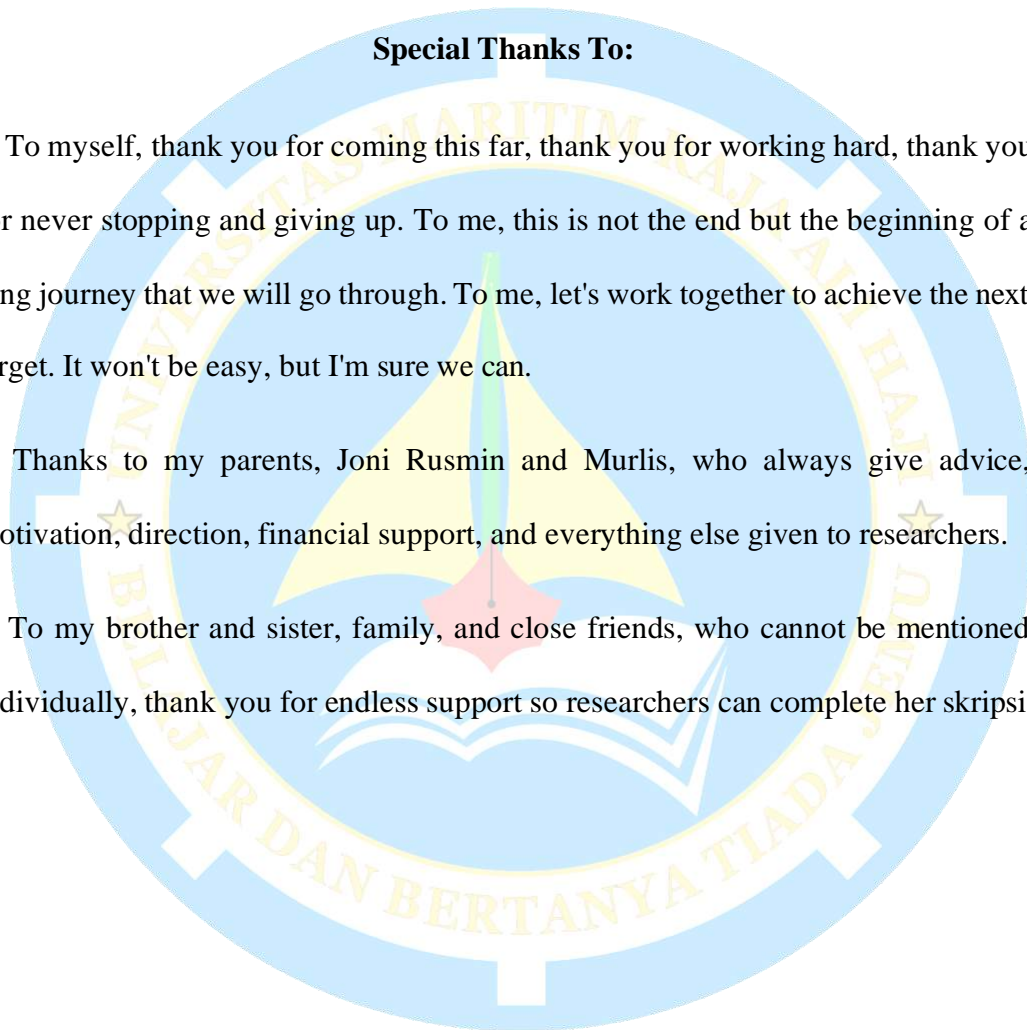 Special Thanks To:
To myself, thank you for coming this far, thank you for working hard, thank you
r never stopping and giving up. To me, this is not the end but the beginning of a
ng journey that we will go through. To me, let's work together to achieve the next
rget. It won't be easy, but I'm sure we can.
Thanks to my parents, Joni Rusmin and Murlis, who always give advice,
otivation, direction, financial support, and everything else given to researchers.
To my brother and sister, family, and close friends, who cannot be mentioned
dividually, thank you for endless support so researchers can complete her skripsi
UNIVERSITAS MARITIM RAJA ALI HAJI
BELAJAR DAN BERTANYA TIADA JEMU